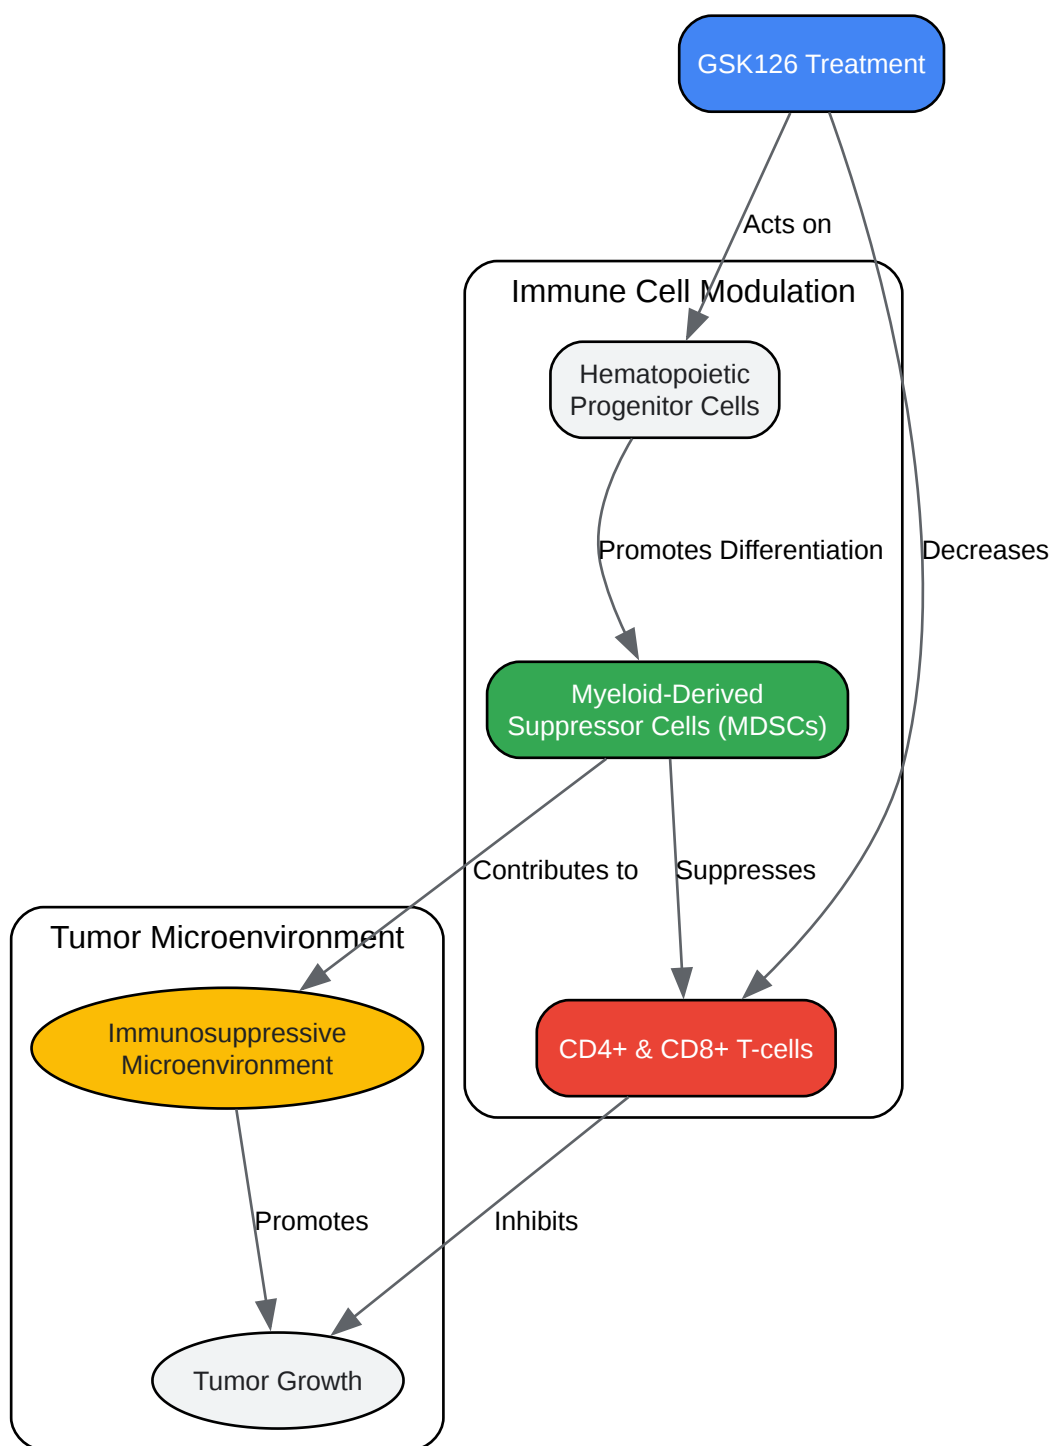 GSK126 Treatment
Acts on
Immune Cell Modulation
Hematopoietic
Progenitor Cells
Promotes Differentiation
Decreases
Myeloid-Derived
Suppressor Cells (MDSCs)
Contributes to
Suppresses
Tumor Microenvironment
Immunosuppressive
Microenvironment
CD4+ & CD8+ T-cells
Promotes
Inhibits
Tumor Growth